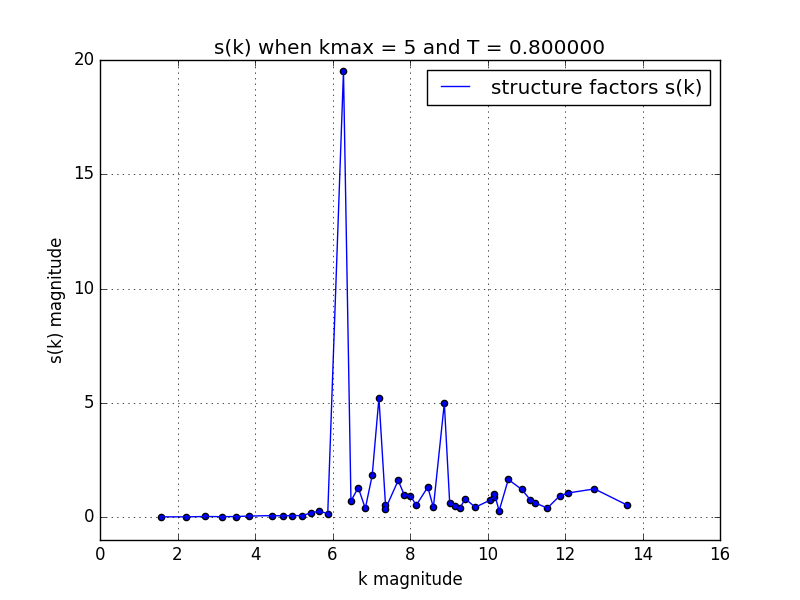 s(k) when kmax = 5 and T = 0.800000
structure factors s(k)
20
15
10
5
0
s(k) magnitude
0 2 4 6 8 10 12 14 16
k magnitude